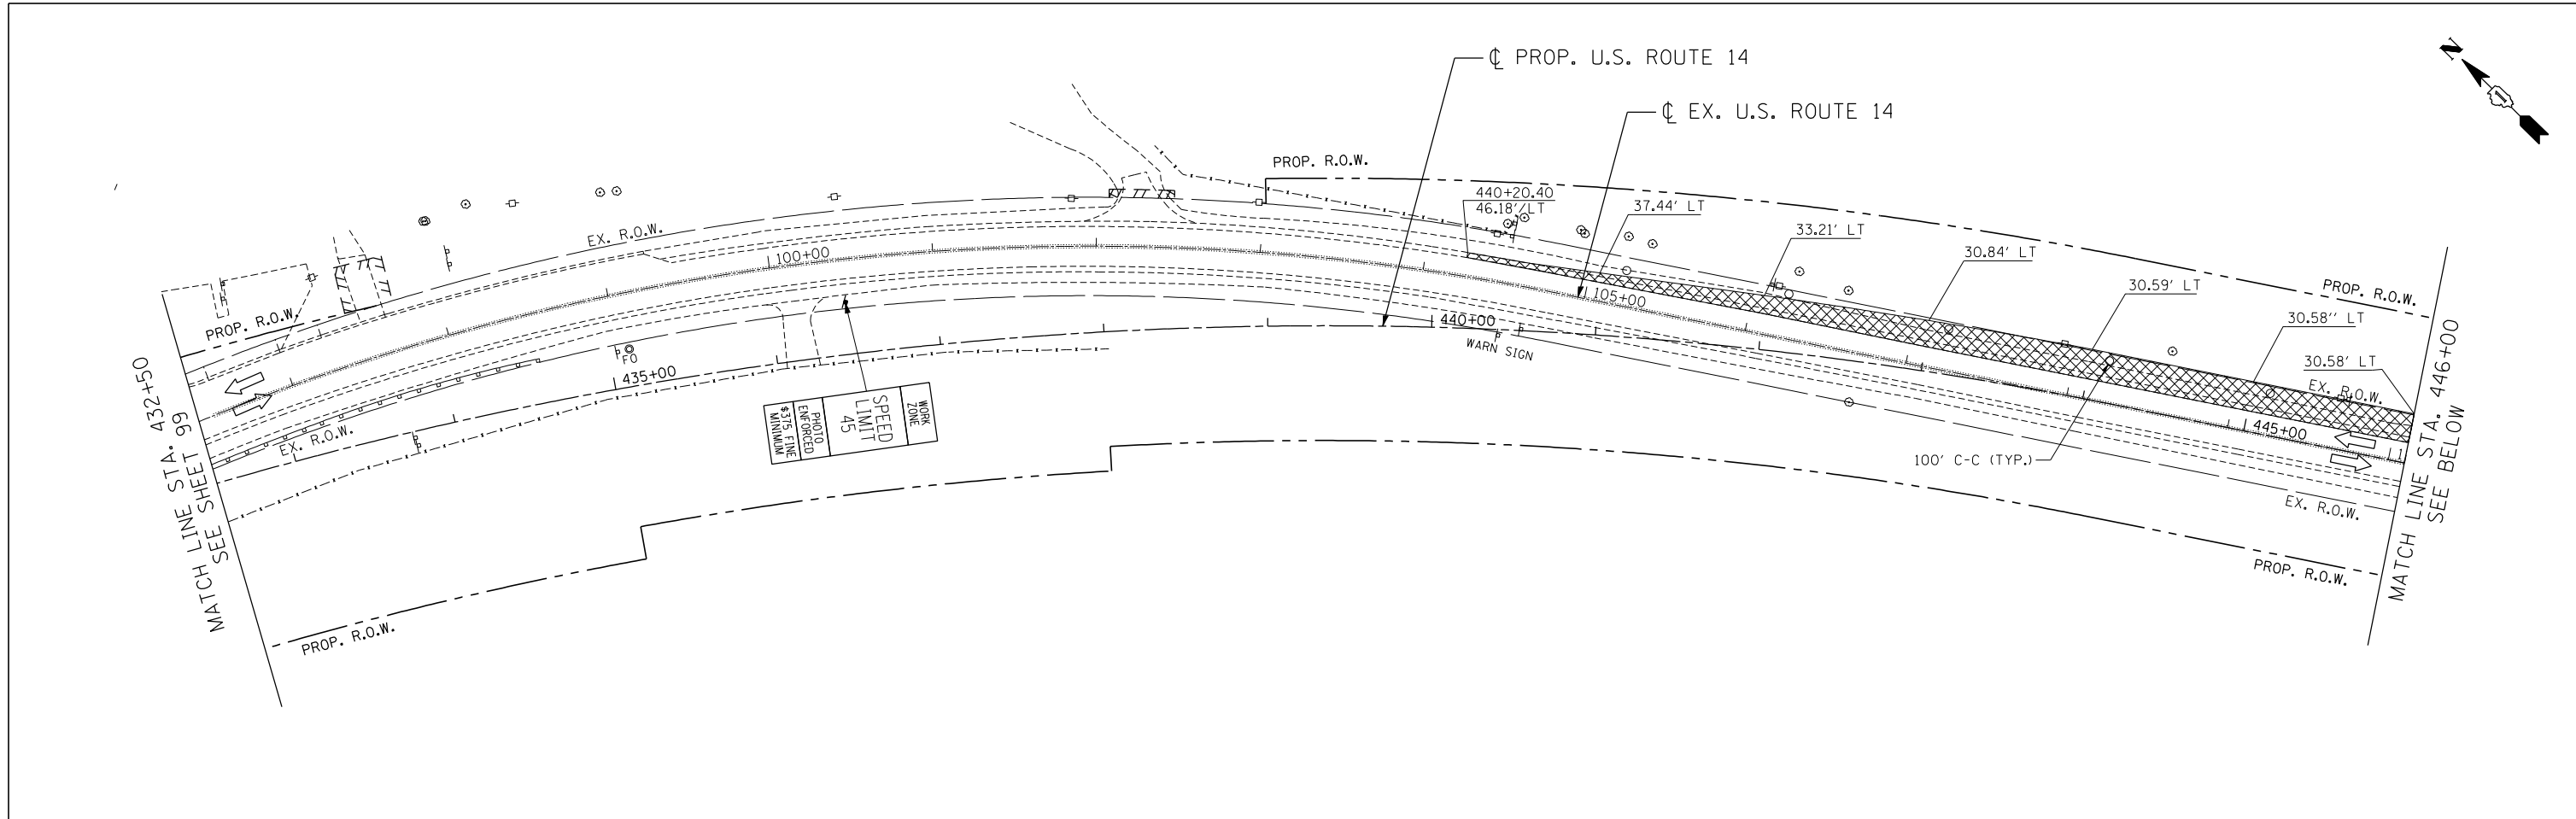 ℄ PROP. U.S. ROUTE 14
℄ EX. U.S. ROUTE 14
N
PROP. R.O.W.
440+20.40
46.18' LT
37.44' LT
33.21' LT
30.84' LT
30.59' LT
30.58'' LT
30.58' LT
EX. R.O.W.
100+00
105+00
PROP. R.O.W.
PROP. R.O.W.
EX. R.O.W.
440+00
WARN SIGN
FO
435+00
445+00
1
EX. R.O.W.
100' C-C (TYP.)
WORK
ZONE
SPEED
LIMIT
45
PHOTO
ENFORCED
$375 FINE
MINIMUM
MATCH LINE STA. 432+50
SEE SHEET 99
MATCH LINE STA. 446+00
SEE BELOW
EX. R.O.W.
PROP. R.O.W.
PROP. R.O.W.